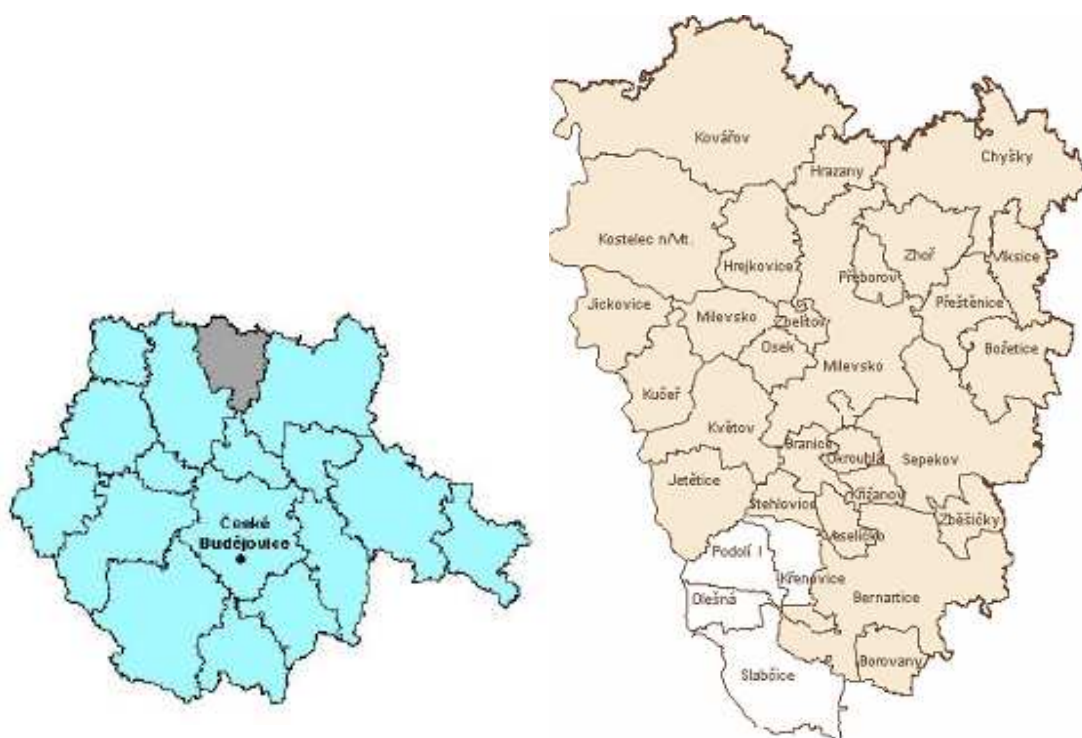 České
Budějovice
Kovářov
Hrazany
Chyšky
Kostelec n/Vlt.
Hrejkovice
Zhoř
Přeborov
Vlksice
Přeštěnice
Jickovice
Milevsko
Zbelítov
Osek
Božetice
Milevsko
Kučeř
Květov
Branice
Okrouhlá
Sepekov
Jetětice
Křižanov
Stehlovice
Zběšičky
Veselíčko
Podolí I
Křenovice
Olešná
Bernartice
Borovany
Slabčice